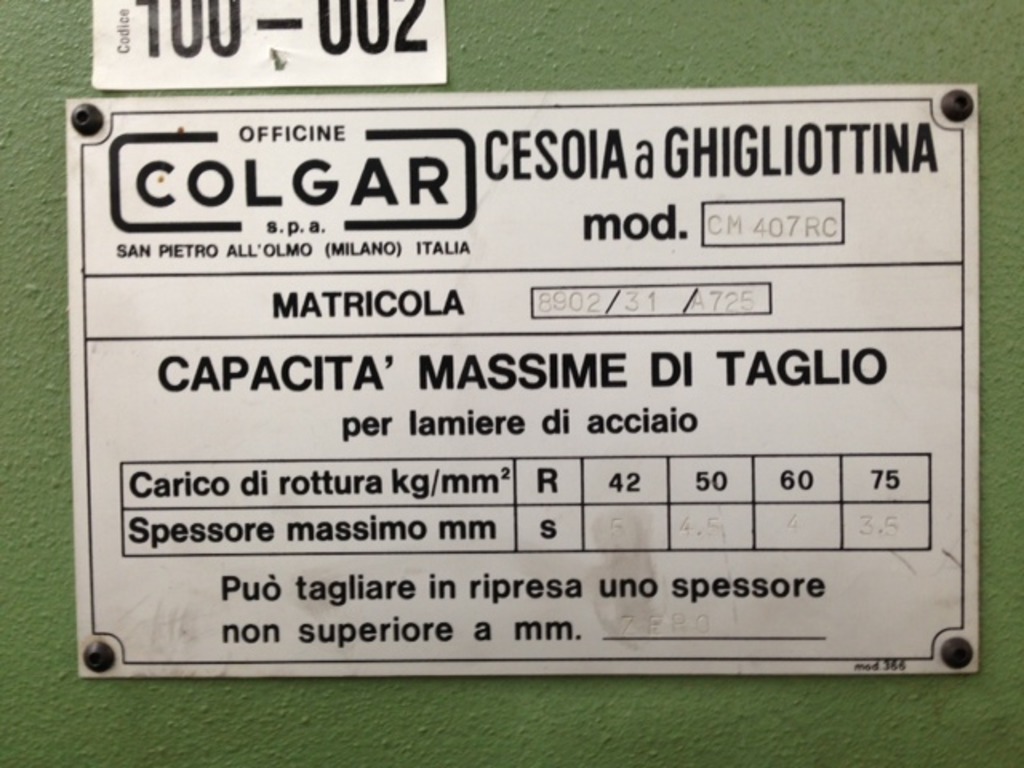 Codice 100-002
OFFICINE
COLGAR
s.p.a.
SAN PIETRO ALL'OLMO (MILANO) ITALIA
CESOIA a GHIGLIOTTINA
mod. CM 407RC
MATRICOLA 8902/31 /A725
CAPACITA' MASSIME DI TAGLIO
per lamiere di acciaio
Carico di rottura kg/mm² R 42 50 60 75
Spessore massimo mm s 5 4.5 4 3.5
Può tagliare in ripresa uno spessore
non superiore a mm. ZERO
mod.366